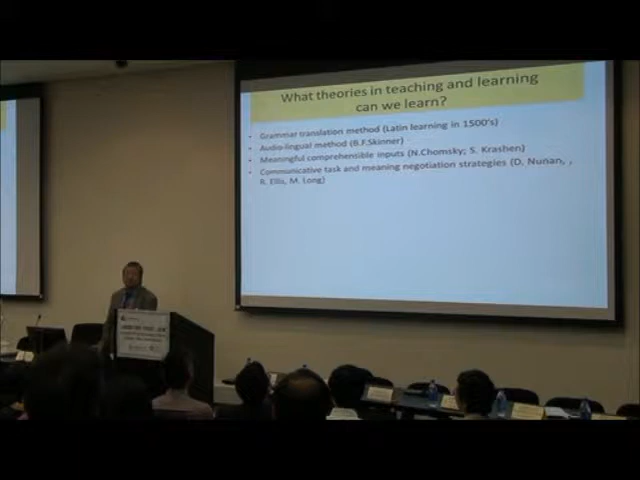 What theories in teaching and learning
can we learn?
• Grammar translation method (Latin learning in 1500's)
• Audio-lingual method (B.F.Skinner)
• Meaningful comprehensible inputs (N.Chomsky; S. Krashen)
• Communicative task and meaning negotiation strategies (D. Nunan, ,
R. Ellis, M. Long)